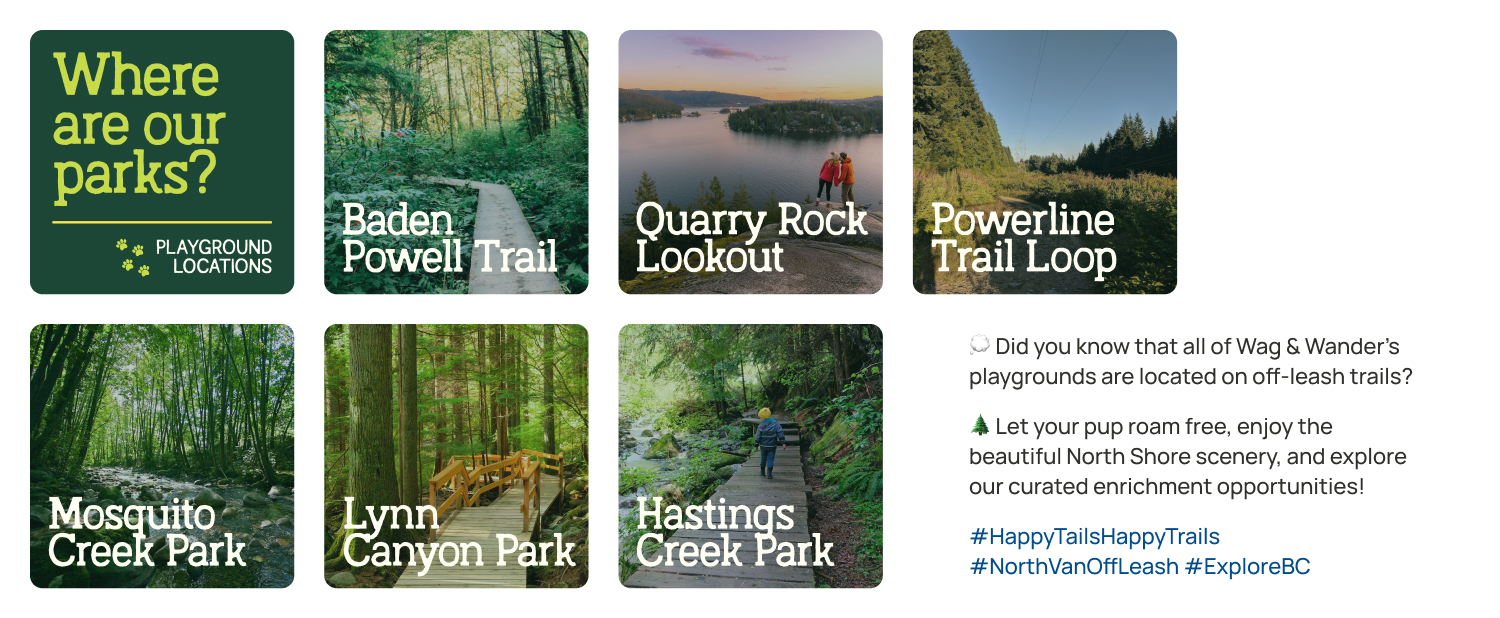 Where
are our
parks?
PLAYGROUND
LOCATIONS
Baden
Powell Trail
Quarry Rock
Lookout
Powerline
Trail Loop
Mosquito
Creek Park
Lynn
Canyon Park
Hastings
Creek Park
💭 Did you know that all of Wag & Wander’s
playgrounds are located on off-leash trails?
🌲 Let your pup roam free, enjoy the
beautiful North Shore scenery, and explore
our curated enrichment opportunities!
#HappyTailsHappyTrails
#NorthVanOffLeash #ExploreBC